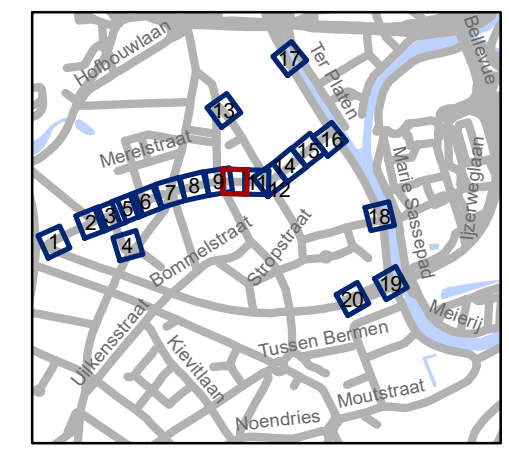 Hofbouwlaan
Ter Platen
Bellevue
17
13
Merelstraat
16
15
14
Marie Sassepad
Ijzerweglaan
1
2
3
5
6
7
8
9
11
12
4
Bommelstraat
Stropstraat
18
19
20
Meierij
Uilkensstraat
Kievitlaan
Tussen Bermen
Moutstraat
Noendries